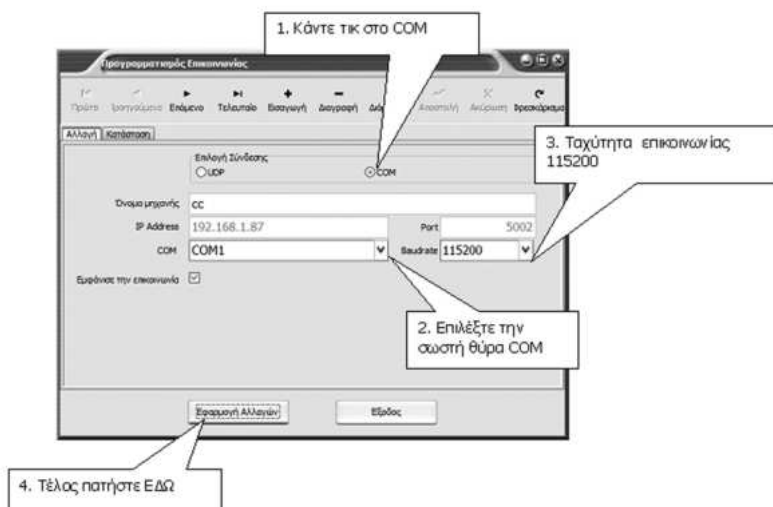 1. Κάντε τικ στο COM
Προγραμματισμός Επικοινωνίας
Πρώτο Προηγούμενο Επόμενο Τελευταίο Εισαγωγή Διαγραφή Αποστολή Ακύρωση Φρεσκάρισμα
Αλλαγή Κατάσταση
3. Ταχύτητα επικοινωνίας
115200
Επιλογή Σύνδεσης
UDP COM
Όνομα μηχανής cc
IP Address 192.168.1.87 Port 5002
COM COM1 Baudrate 115200
Εμφάνισε την επικοινωνία
2. Επιλέξτε την
σωστή θύρα COM
Εφαρμογή Αλλαγών Έξοδος
4. Τέλος πατήστε ΕΔΩ